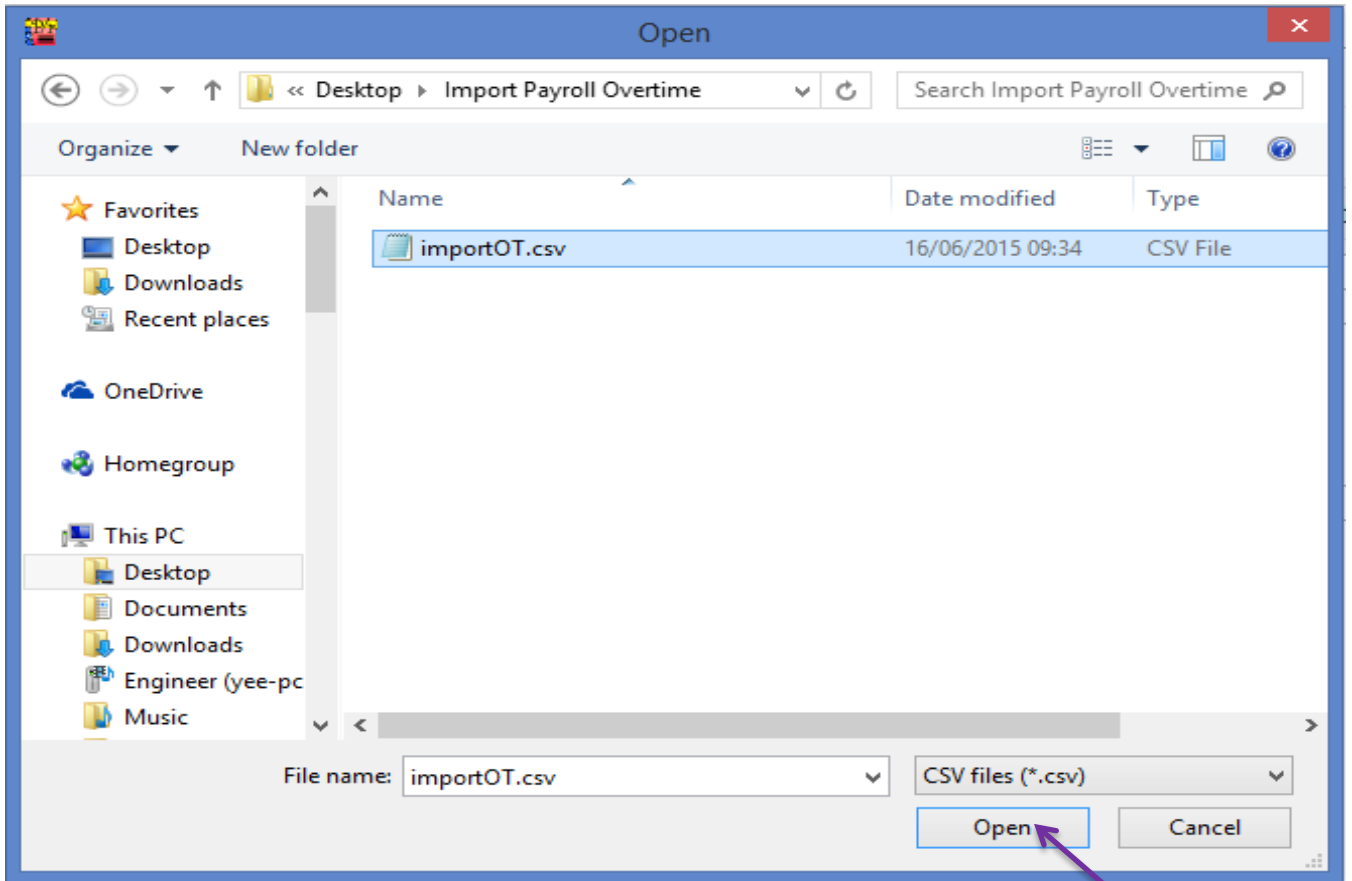 Open
« Desktop Import Payroll Overtime Search Import Payroll Overtime
Organize New folder
Name Date modified Type
importOT.csv 16/06/2015 09:34 CSV File
Favorites
Desktop
Downloads
Recent places
OneDrive
Homegroup
This PC
Desktop
Documents
Downloads
Engineer (yee-pc
Music
File name: importOT.csv CSV files (*.csv)
Open Cancel